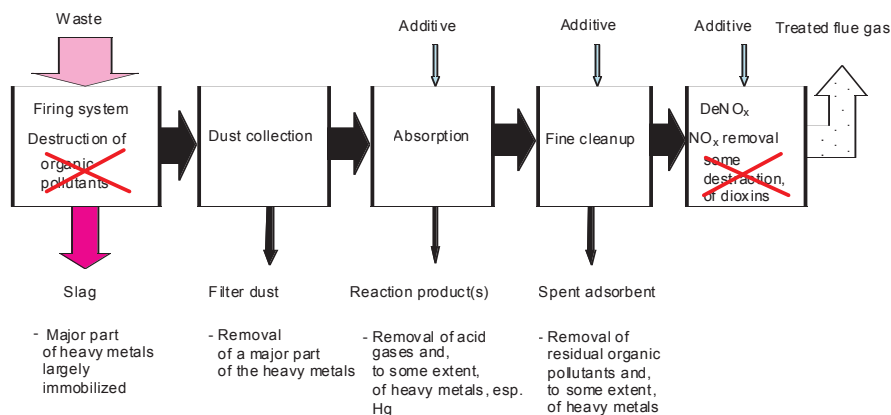 Waste
Additive
Additive
Additive
Treated flue gas
Firing system
Destruction of
organic
pollutants
Dust collection
Absorption
Fine cleanup
DeNOx
NOx removal
some
destraction,
of dioxins
Slag
- Major part
of heavy metals
largely
immobilized
Filter dust
- Removal
of a major part
of the heavy metals
Reaction product(s)
- Removal of acid
gases and,
to some extent,
of heavy metals, esp.
Hg
Spent adsorbent
- Removal of
residual organic
pollutants and,
to some extent,
of heavy metals